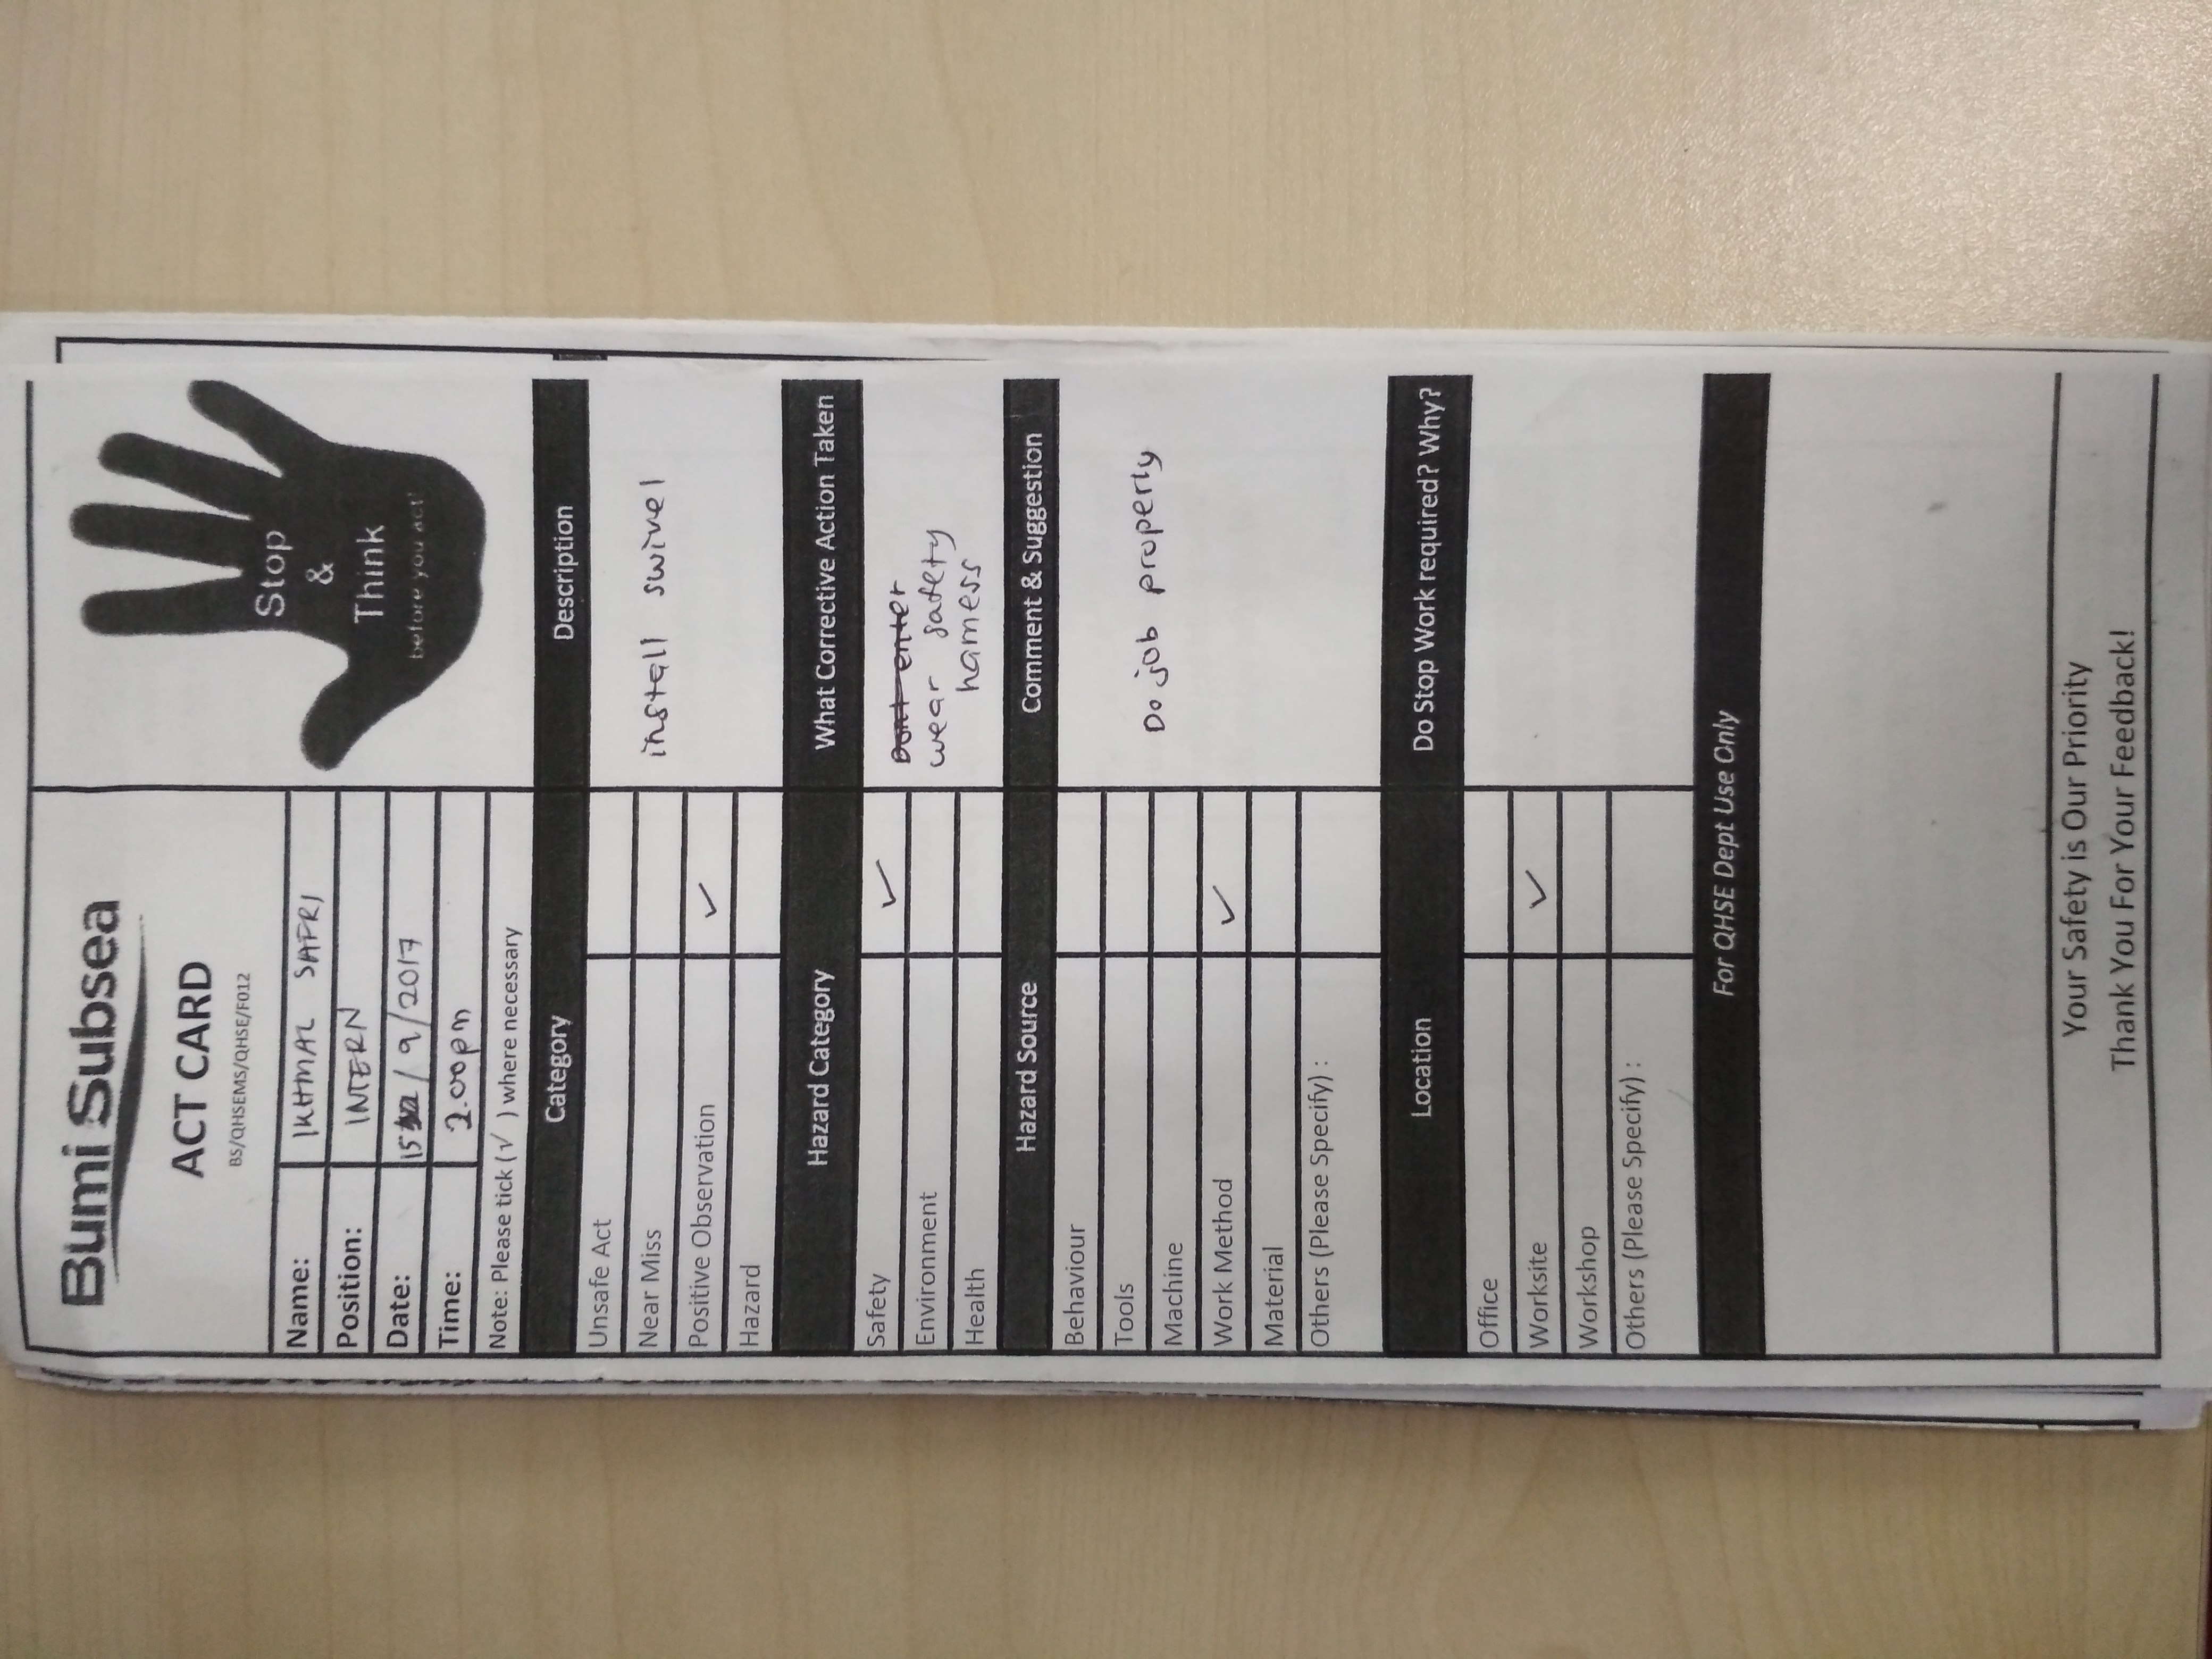 Bumi Subsea
ACT CARD
BS/QHSEMS/QHSE/F012
Stop
&
Think
before you act!
Name: IKHMAL SAPRI
Position: INTERN
Date: 15/9/2017
Time: 2.00pm
Note: Please tick (√ ) where necessary
Category Description
Unsafe Act
Near Miss install swivel
Positive Observation ✓
Hazard
Hazard Category What Corrective Action Taken
Safety ✓ Dont enter
Environment wear safety
Health harness
Hazard Source Comment & Suggestion
Behaviour
Tools
Machine Do job properly
Work Method ✓
Material
Others (Please Specify) :
Location Do Stop Work required? Why?
Office
Worksite ✓
Workshop
Others (Please Specify) :
For QHSE Dept Use Only
Your Safety is Our Priority
Thank You For Your Feedback!